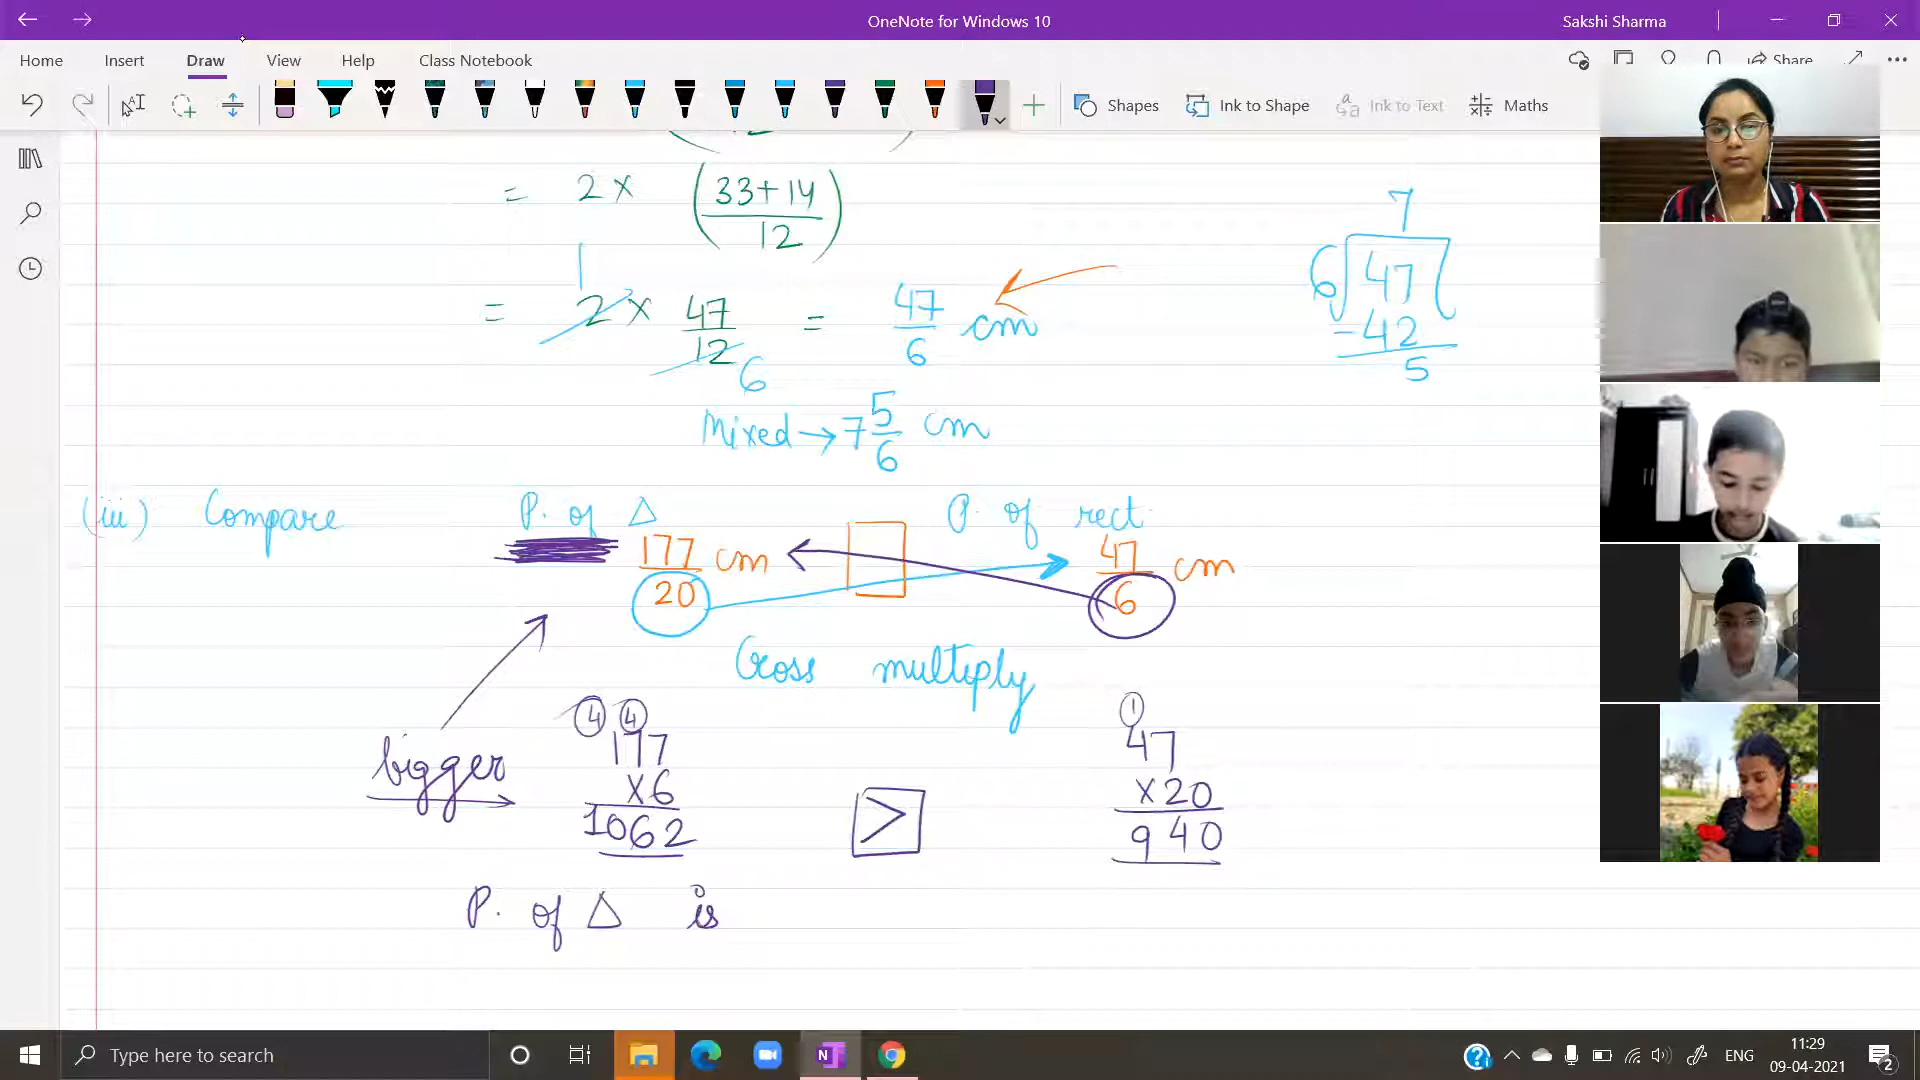 OneNote for Windows 10
Sakshi Sharma
Home Insert Draw View Help Class Notebook
Share
Shapes Ink to Shape Ink to Text Maths
12
= 2 x (33+14)/12
1
= 2 x 47/12 = 47/6 cm
6
7
6)47(
-42
5
Mixed → 7 5/6 cm
(iii) Compare P. of △ P. of rect.
177/20 cm 47/6 cm
Cross multiply
bigger
4 4
177
x6
1062
>
1
47
x20
940
P. of △ is
Type here to search
ENG
11:29
09-04-2021
2